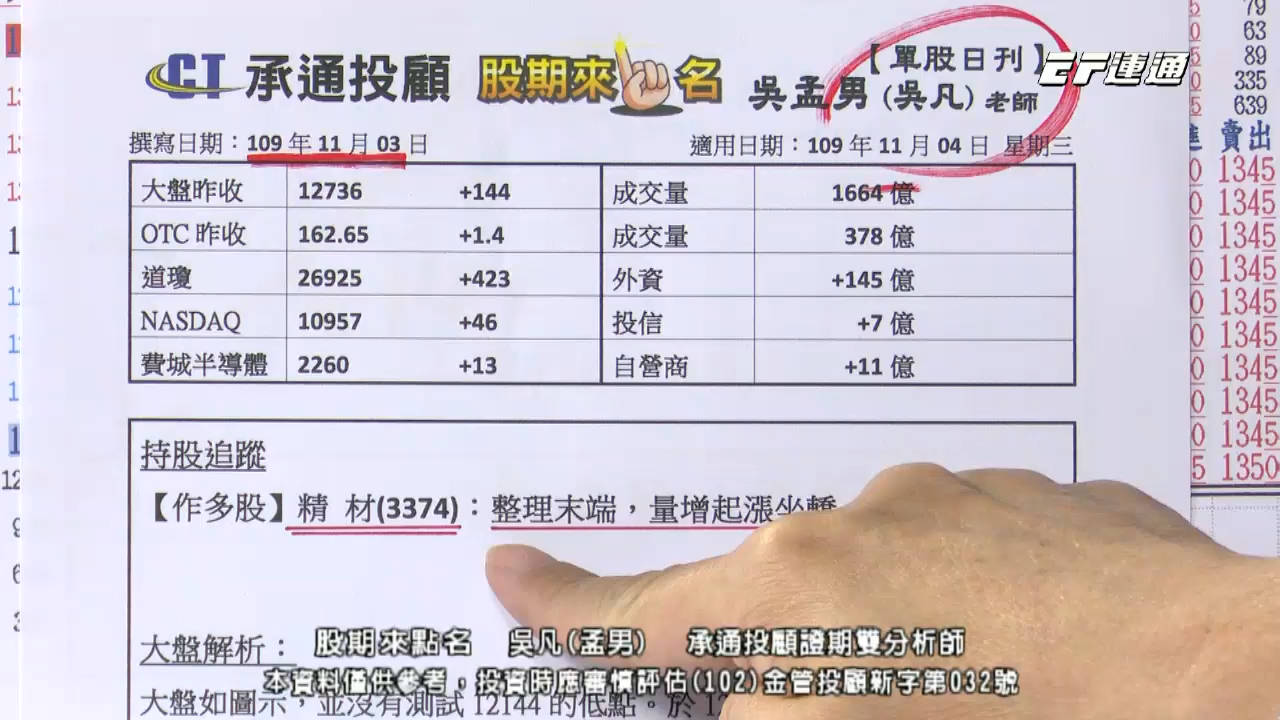 CT 承通投顧 股期來名
【單股日刊】
吳孟男(吳凡)老師
CT運通
撰寫日期：109 年 11 月 03 日
適用日期：109 年 11 月 04 日 星期三
大盤昨收 12736 +144 成交量 1664 億
OTC 昨收 162.65 +1.4 成交量 378 億
道瓊 26925 +423 外資 +145 億
NASDAQ 10957 +46 投信 +7 億
費城半導體 2260 +13 自營商 +11 億
持股追蹤
【作多股】精 材(3374)：整理末端，量增起漲坐轎
大盤解析：
大盤如圖示，並沒有測試 12144 的低點。於
股期來點名 吳凡(孟男) 承通投顧證期雙分析師
本資料僅供參考，投資時應審慎評估(102)金管投顧新字第032號
79
63
89
335
639
賣出
1345
1345
1345
1345
1345
1345
1345
1345
1345
1350